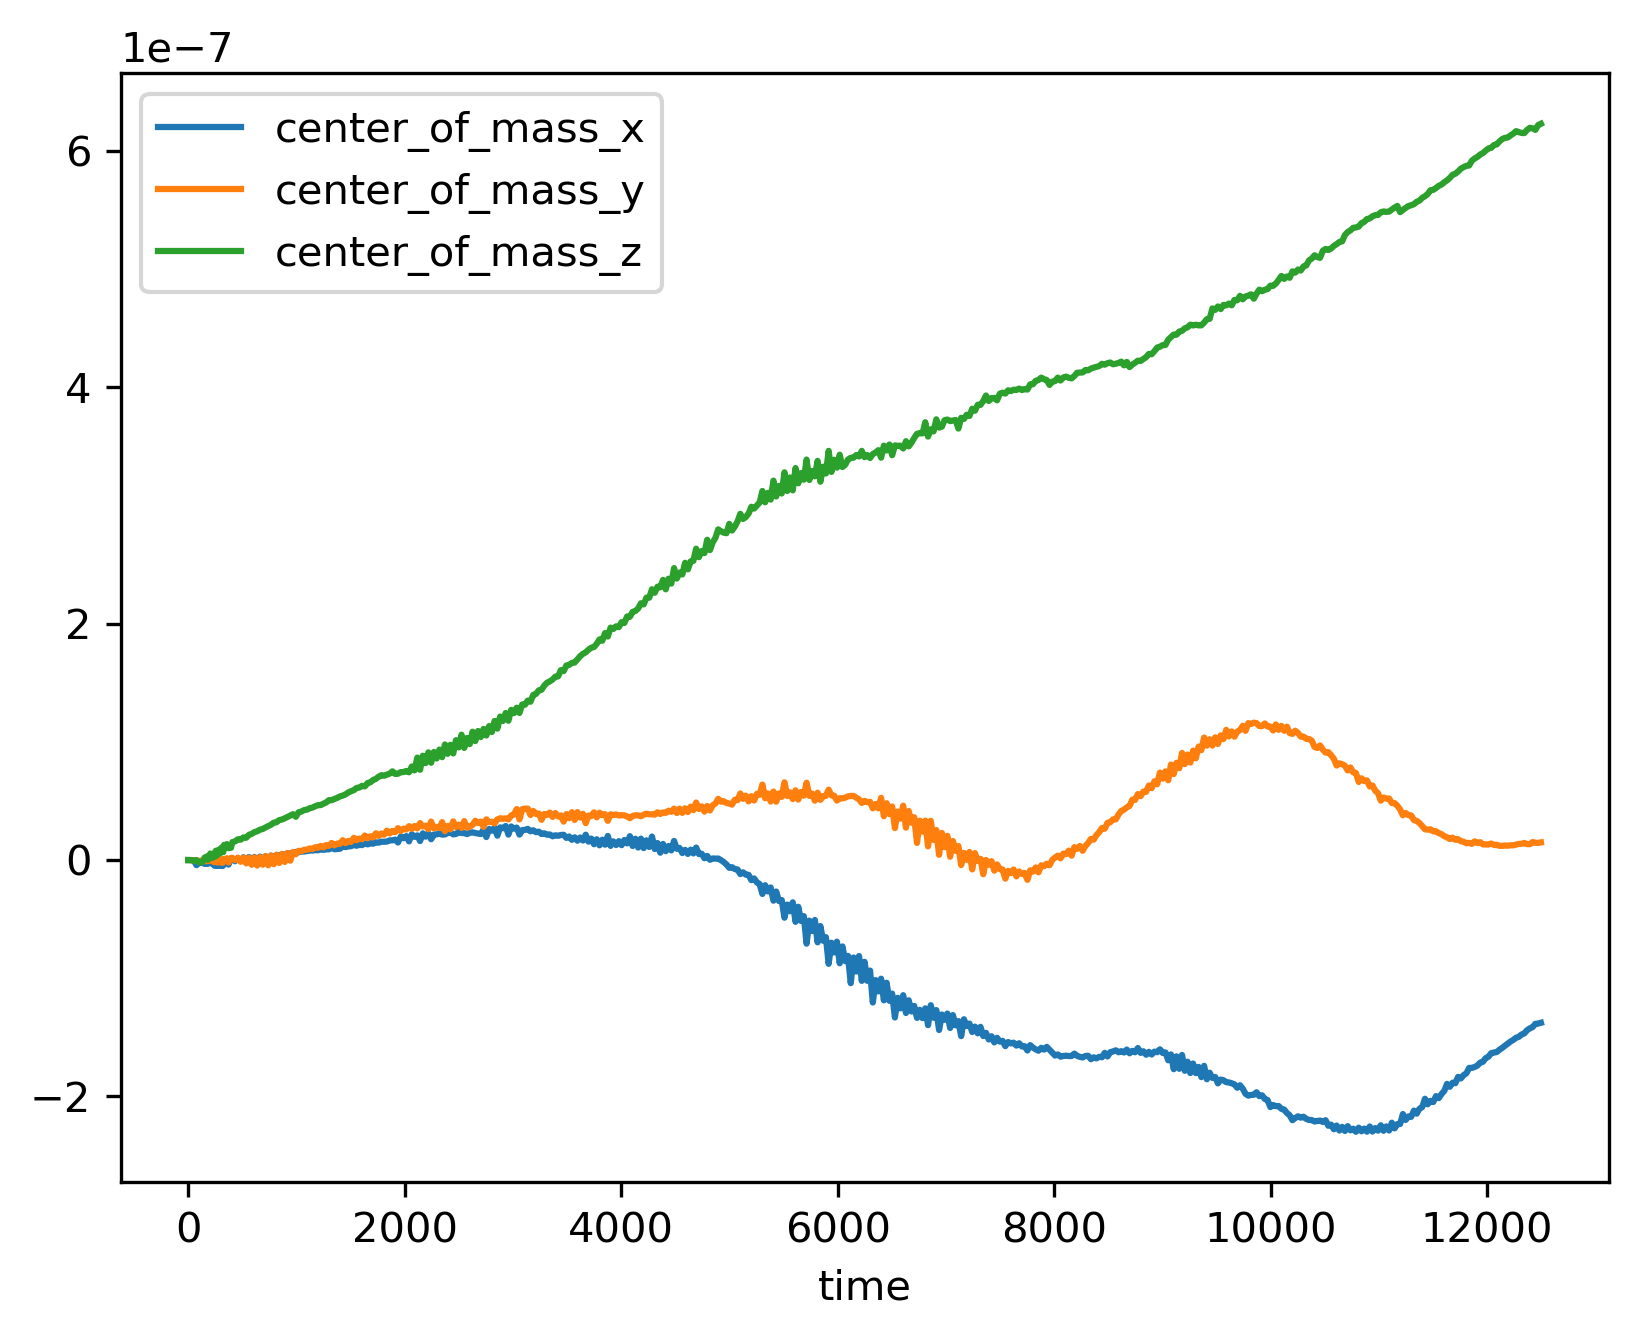 1e−7
center_of_mass_x
center_of_mass_y
center_of_mass_z
6
4
2
0
−2
0 2000 4000 6000 8000 10000 12000
time